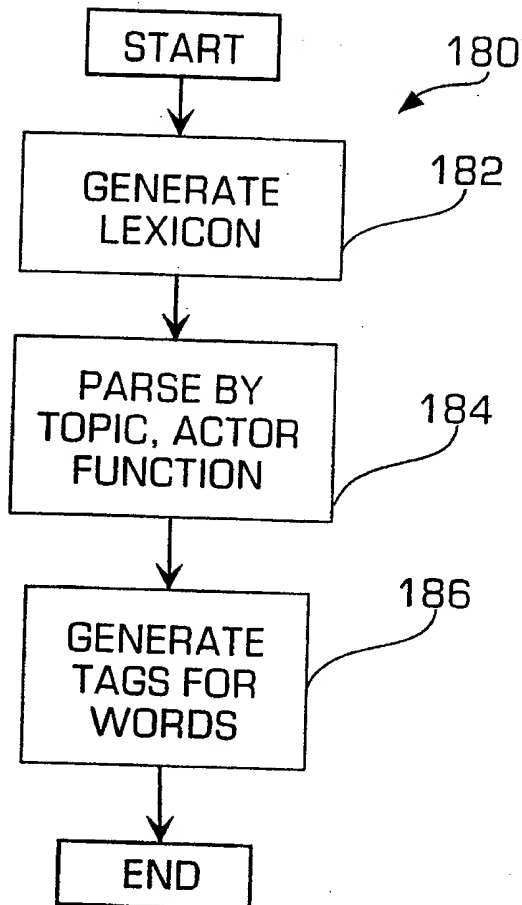 START
180
GENERATE
LEXICON
182
PARSE BY
TOPIC, ACTOR
FUNCTION
184
GENERATE
TAGS FOR
WORDS
186
END